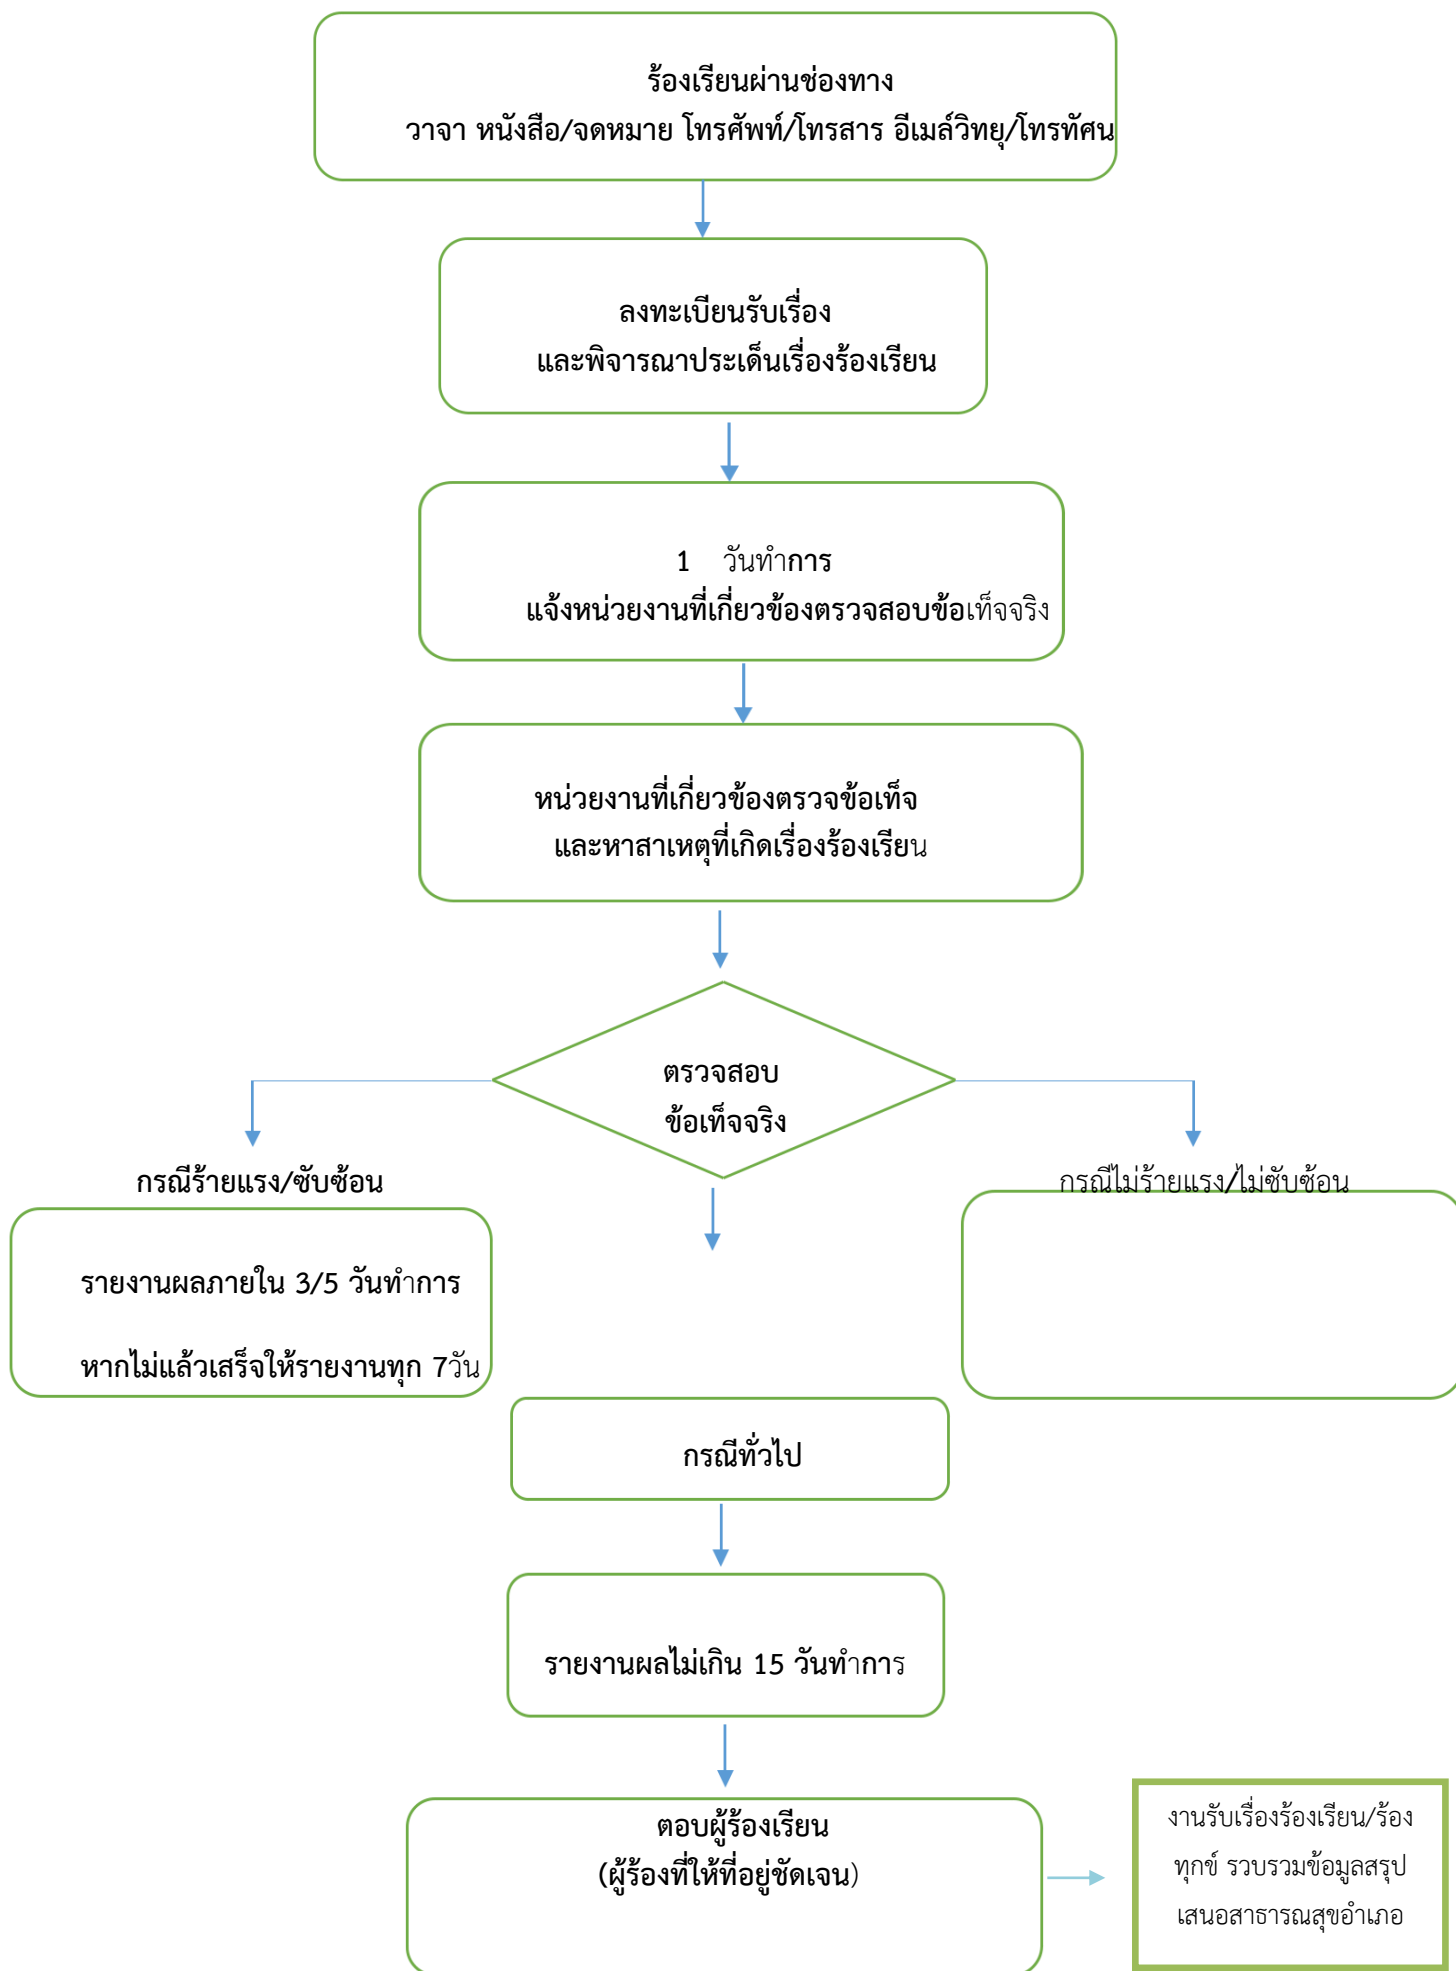 ร้องเรียนผ่านช่องทาง
วาจา หนังสือ/จดหมาย โทรศัพท์/โทรสาร อีเมล์วิทยุ/โทรทัศน
ลงทะเบียนรับเรื่อง
และพิจารณาประเด็นเรื่องร้องเรียน
1 วันทำการ
แจ้งหน่วยงานที่เกี่ยวข้องตรวจสอบข้อเท็จจริง
หน่วยงานที่เกี่ยวข้องตรวจข้อเท็จ
และหาสาเหตุที่เกิดเรื่องร้องเรียน
ตรวจสอบ
ข้อเท็จจริง
กรณีร้ายแรง/ซับซ้อน
กรณีไม่ร้ายแรง/ไม่ซับซ้อน
รายงานผลภายใน 3/5 วันทำการ
หากไม่แล้วเสร็จให้รายงานทุก 7วัน
กรณีทั่วไป
รายงานผลไม่เกิน 15 วันทำการ
ตอบผู้ร้องเรียน
(ผู้ร้องที่ให้ที่อยู่ชัดเจน)
งานรับเรื่องร้องเรียน/ร้อง
ทุกข์ รวบรวมข้อมูลสรุป
เสนอสาธารณสุขอำเภอ